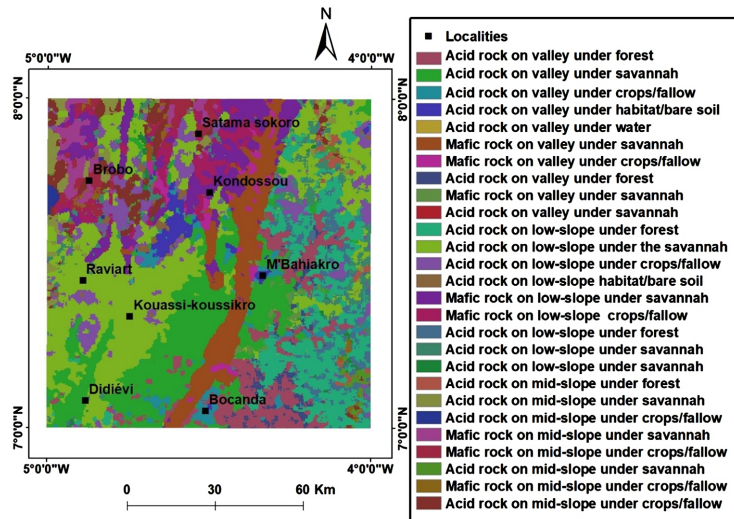 N
5°0'0"W
4°0'0"W
8°0'0"N
8°0'0"N
Satama sokoro
Brobo
Kondossou
Raviart
M'Bahiakro
Kouassi-koussikro
Didiévi
Bocanda
7°0'0"N
7°0'0"N
5°0'0"W
4°0'0"W
0 30 60 Km
Localities
Acid rock on valley under forest
Acid rock on valley under savannah
Acid rock on valley under crops/fallow
Acid rock on valley under habitat/bare soil
Acid rock on valley under water
Mafic rock on valley under savannah
Mafic rock on valley under crops/fallow
Acid rock on valley under forest
Mafic rock on valley under savannah
Acid rock on valley under savannah
Acid rock on low-slope under forest
Acid rock on low-slope under the savannah
Acid rock on low-slope under crops/fallow
Acid rock on low-slope habitat/bare soil
Mafic rock on low-slope under savannah
Mafic rock on low-slope crops/fallow
Acid rock on low-slope under forest
Acid rock on low-slope under savannah
Acid rock on low-slope under savannah
Acid rock on mid-slope under forest
Acid rock on mid-slope under savannah
Acid rock on mid-slope under crops/fallow
Mafic rock on mid-slope under savannah
Mafic rock on mid-slope under crops/fallow
Acid rock on mid-slope under savannah
Mafic rock on mid-slope under crops/fallow
Acid rock on mid-slope under crops/fallow